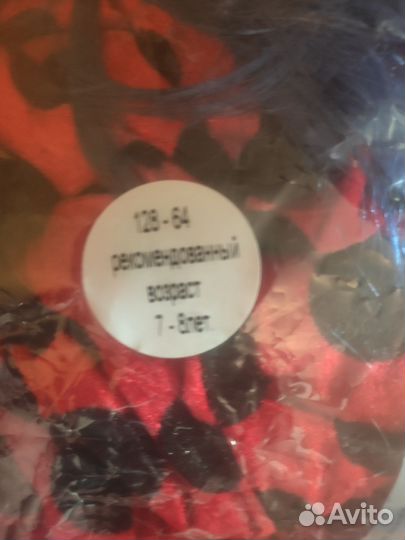 128 - 64
рекомендованный
возраст
7 - 8лет.
Avito